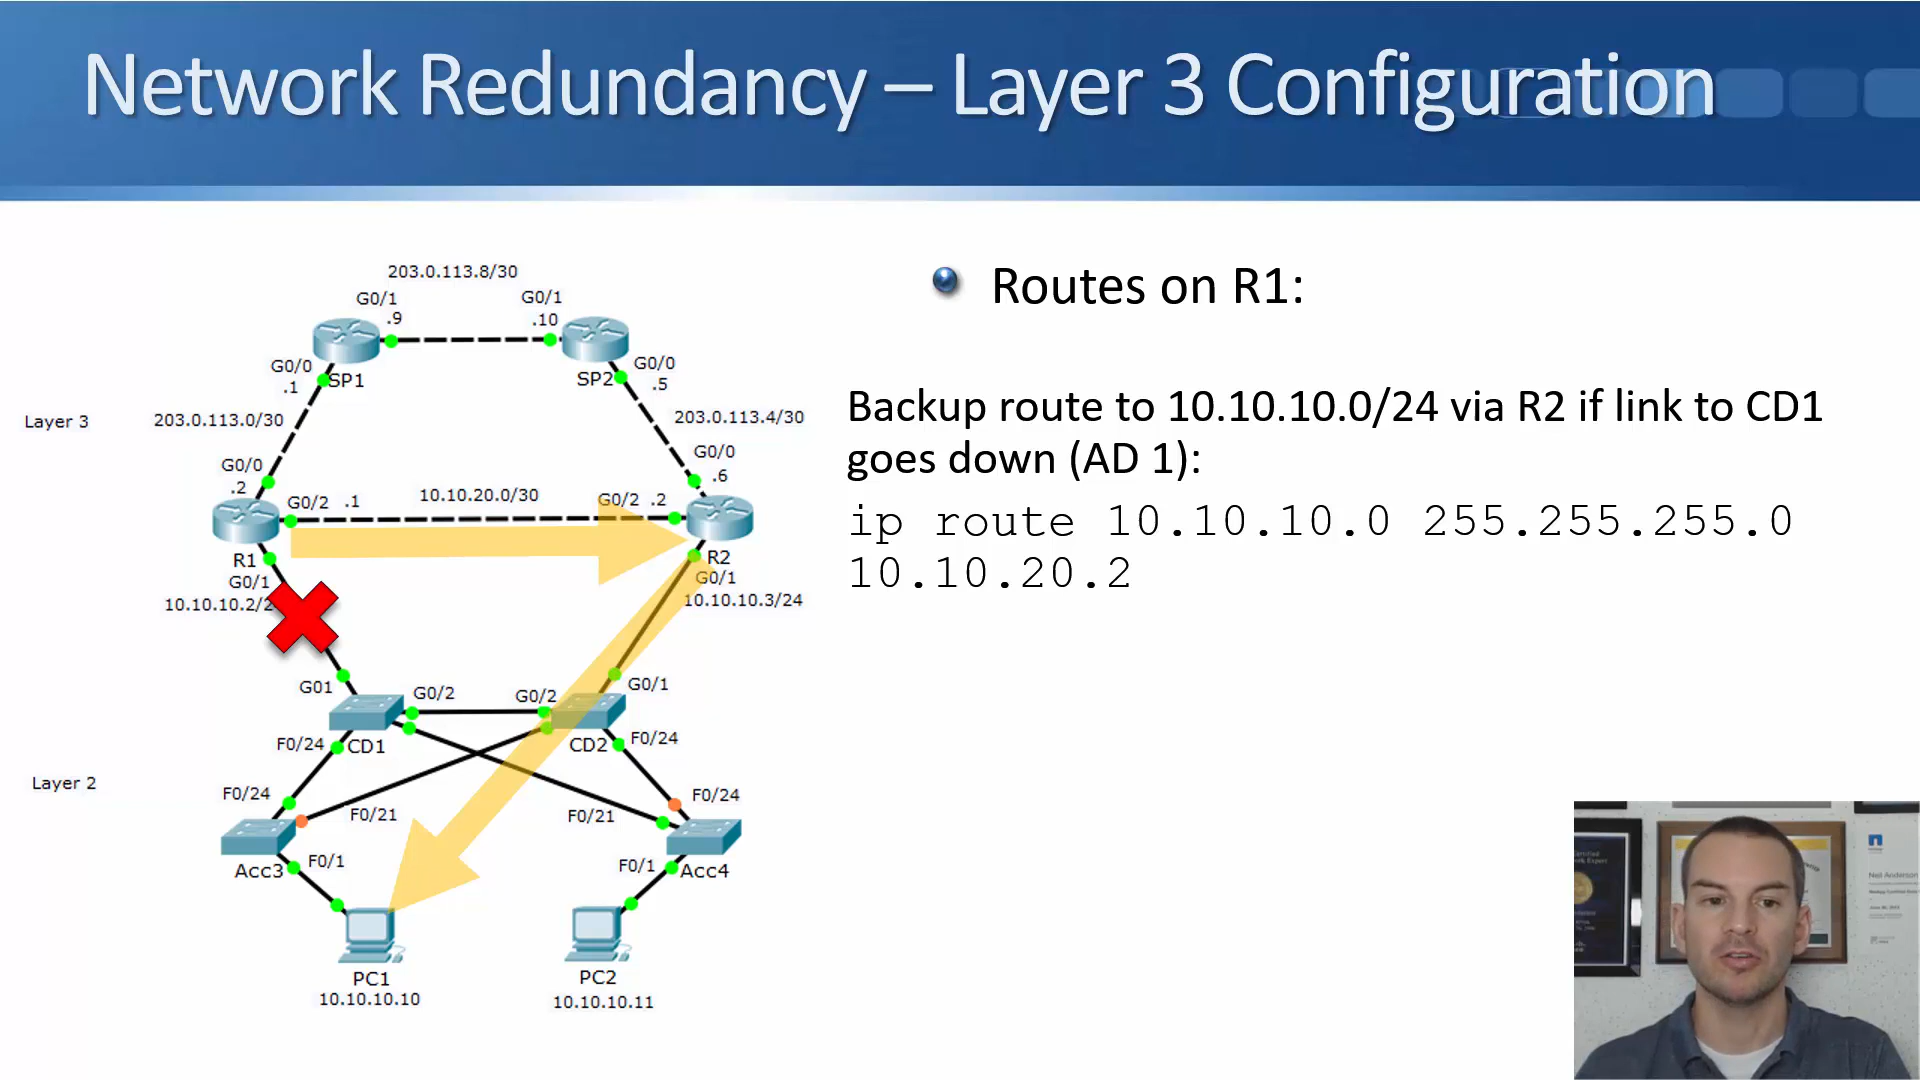 Network Redundancy – Layer 3 Configuration
203.0.113.8/30
G0/1
G0/1
.9
.10
G0/0
.1
SP1
SP2
G0/0
.5
Layer 3
203.0.113.0/30
203.0.113.4/30
G0/0
.2
G0/0
.6
G0/2 .1
10.10.20.0/30
G0/2 .2
R1
G0/1
10.10.10.2/2
R2
G0/1
10.10.10.3/24
G01
G0/2
G0/2
G0/1
F0/24
CD1
CD2
F0/24
Layer 2
F0/24
F0/21
F0/21
F0/24
Acc3
F0/1
F0/1
Acc4
PC1
10.10.10.10
PC2
10.10.10.11
Routes on R1:
Backup route to 10.10.10.0/24 via R2 if link to CD1
goes down (AD 1):
ip route 10.10.10.0 255.255.255.0
10.10.20.2
Neil Anderson